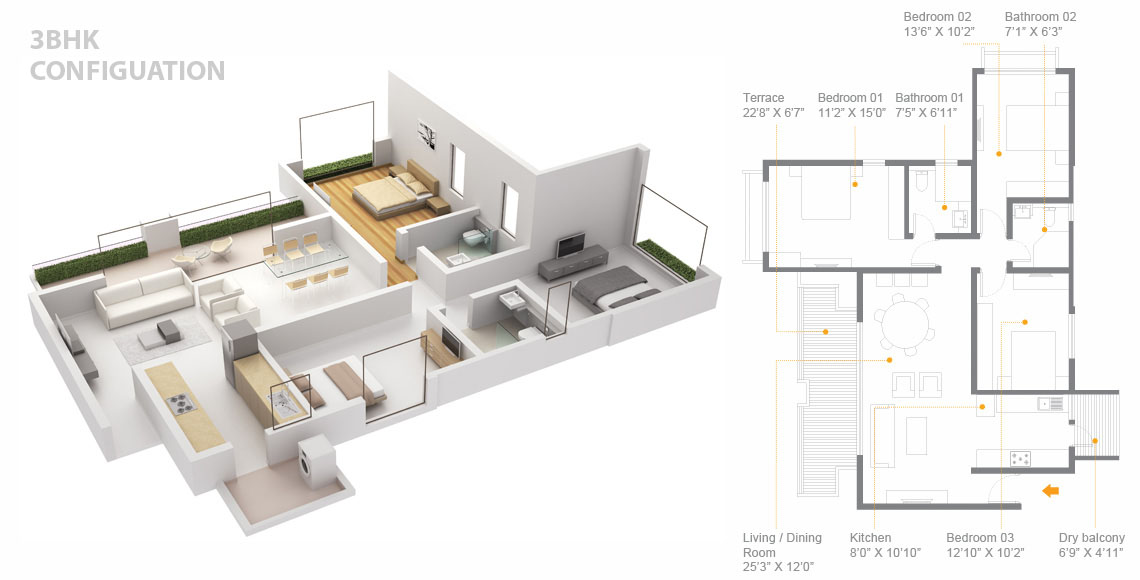 3BHK
CONFIGUATION
Bedroom 02
13'6" X 10'2"
Bathroom 02
7'1" X 6'3"
Terrace
22'8" X 6'7"
Bedroom 01
11'2" X 15'0"
Bathroom 01
7'5" X 6'11"
Living / Dining
Room
25'3" X 12'0"
Kitchen
8'0" X 10'10"
Bedroom 03
12'10" X 10'2"
Dry balcony
6'9" X 4'11"